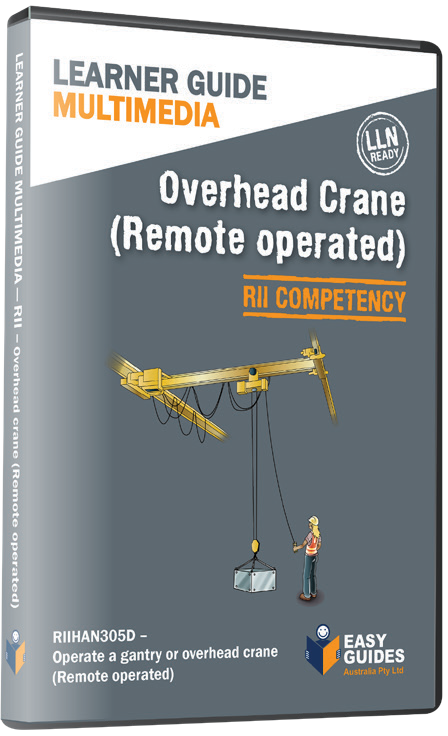 LEARNER GUIDE
MULTIMEDIA
LLN
READY
Overhead Crane
(Remote operated)
RII COMPETENCY
RIIHAN305D –
Operate a gantry or overhead crane
(Remote operated)
EASY
GUIDES
Australia Pty Ltd
LEARNER GUIDE MULTIMEDIA – RII – Overhead crane (Remote operated)